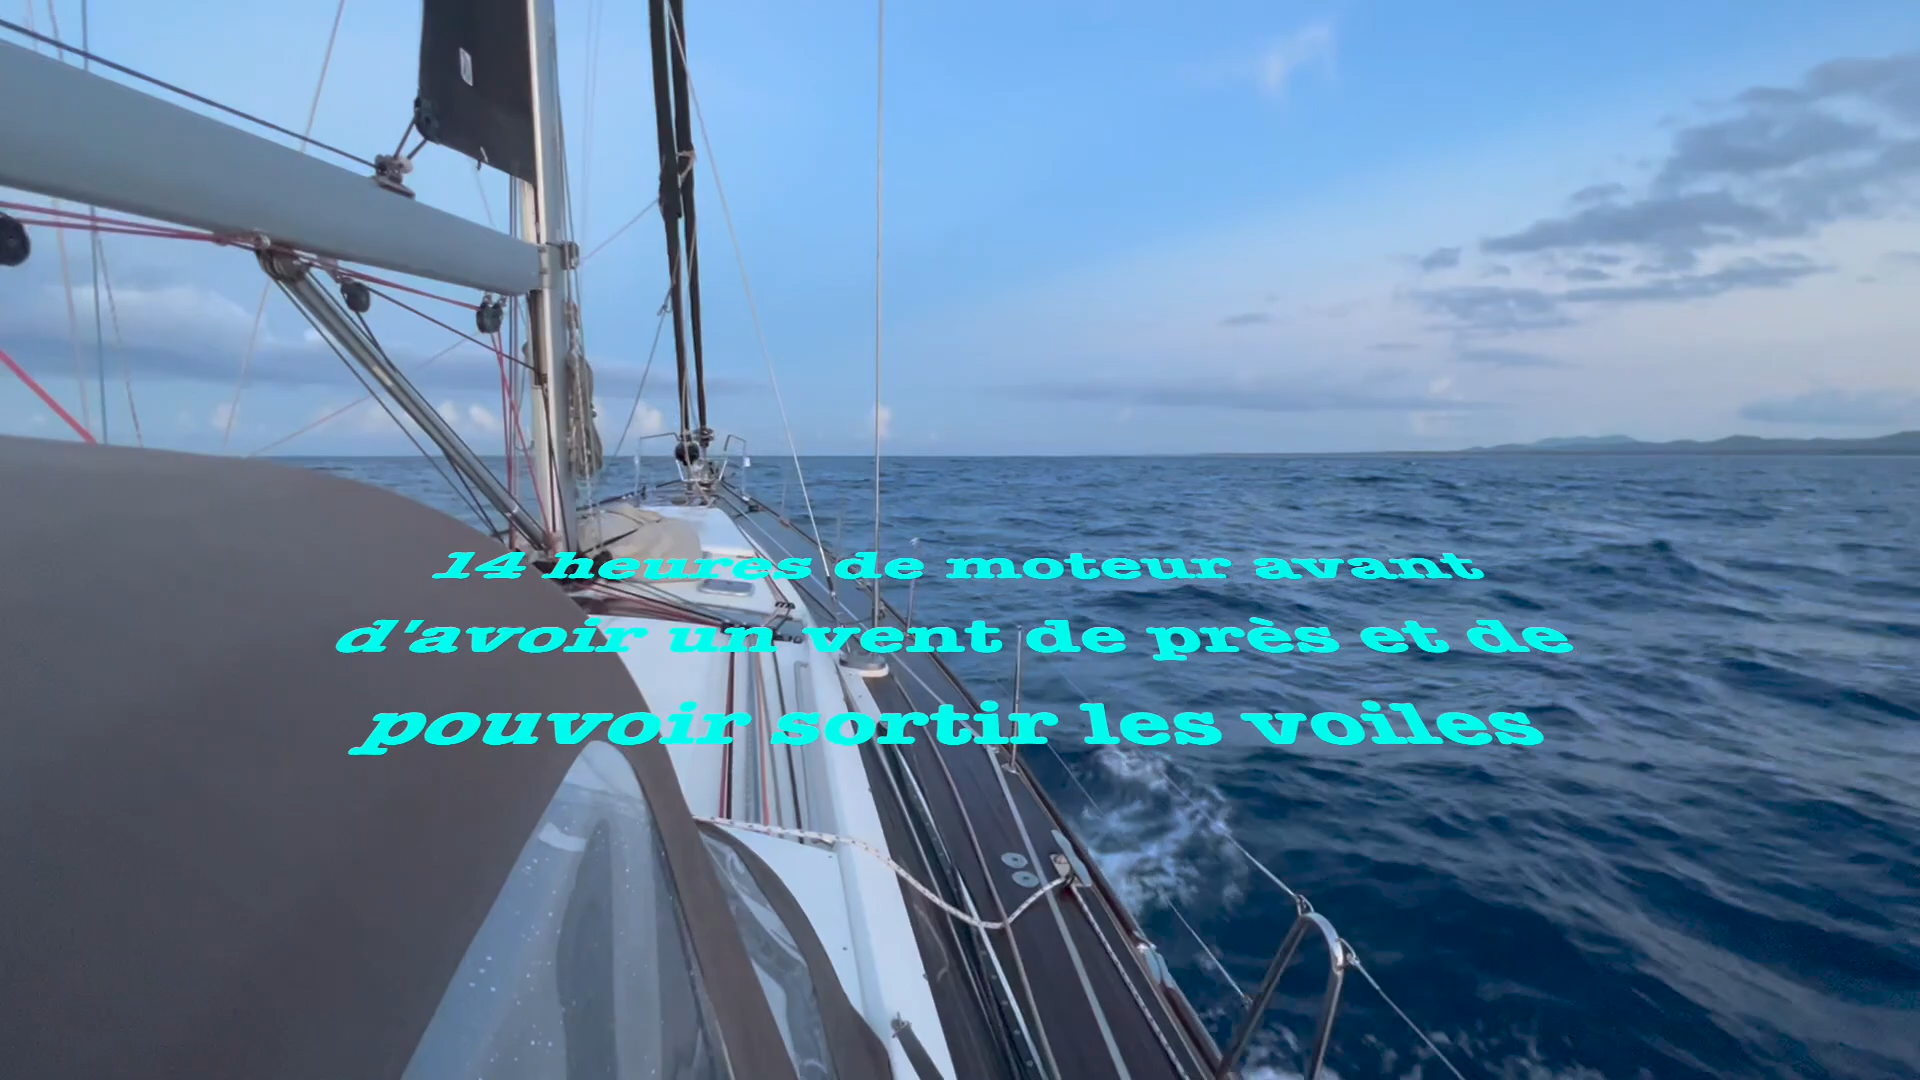 14 heures de moteur avant
d'avoir un vent de près et de
pouvoir sortir les voiles